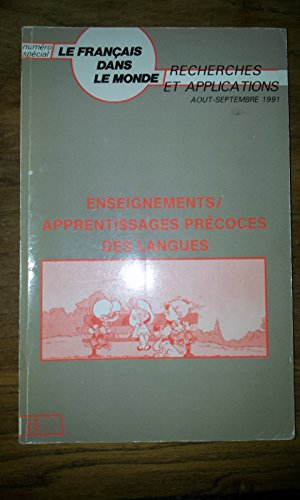 numéro
spécial
LE FRANÇAIS
DANS
LE MONDE
RECHERCHES
ET APPLICATIONS
AOUT-SEPTEMBRE 1991
ENSEIGNEMENTS/
APPRENTISSAGES PRÉCOCES
DES LANGUES